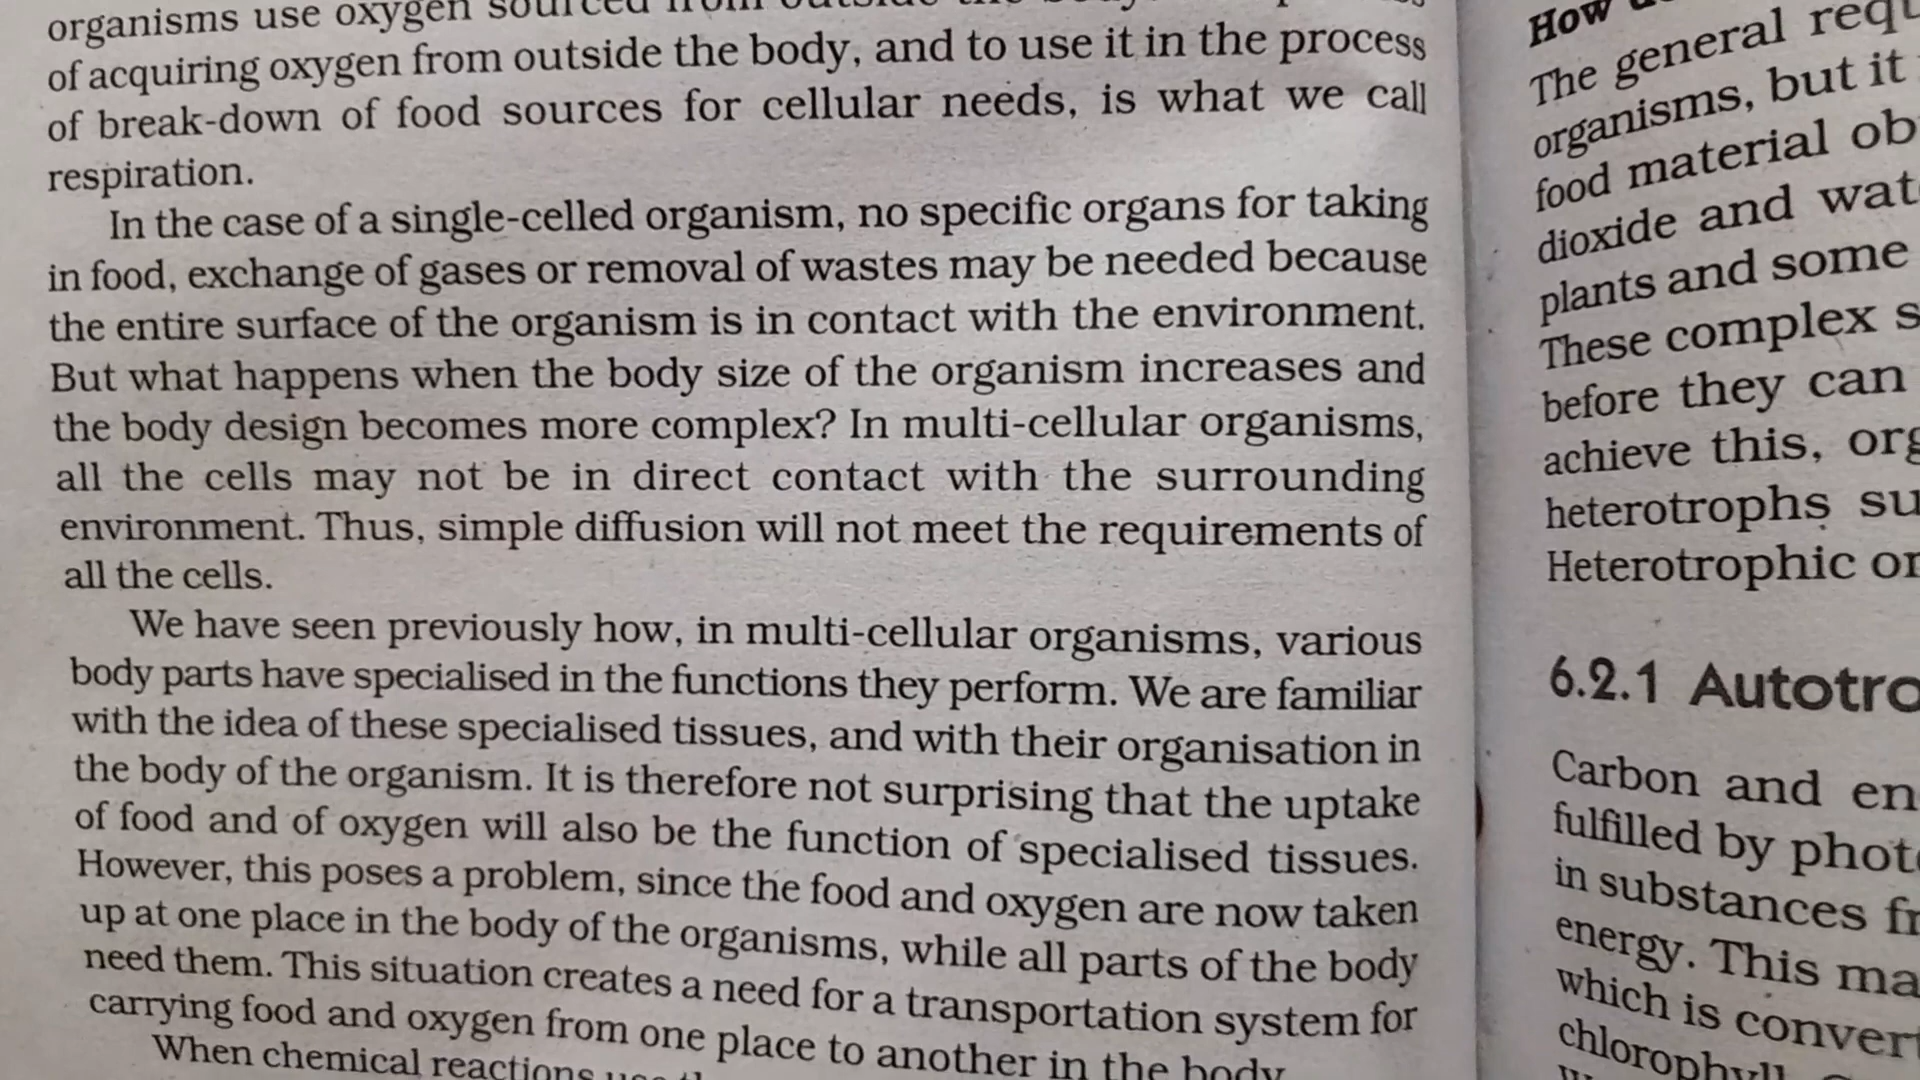 organisms use oxygen sourced from outside the body.
of acquiring oxygen from outside the body, and to use it in the process
of break-down of food sources for cellular needs, is what we call
respiration.
In the case of a single-celled organism, no specific organs for taking
in food, exchange of gases or removal of wastes may be needed because
the entire surface of the organism is in contact with the environment.
But what happens when the body size of the organism increases and
the body design becomes more complex? In multi-cellular organisms,
all the cells may not be in direct contact with the surrounding
environment. Thus, simple diffusion will not meet the requirements of
all the cells.
We have seen previously how, in multi-cellular organisms, various
body parts have specialised in the functions they perform. We are familiar
with the idea of these specialised tissues, and with their organisation in
the body of the organism. It is therefore not surprising that the uptake
of food and of oxygen will also be the function of specialised tissues.
However, this poses a problem, since the food and oxygen are now taken
up at one place in the body of the organisms, while all parts of the body
need them. This situation creates a need for a transportation system for
carrying food and oxygen from one place to another in the body.
When chemical reactions use
How
The general
organisms, but it
food material
dioxide and
plants and some
These complex
before they can
achieve this,
heterotrophs
Heterotrophic
6.2.1
Carbon and
fulfilled by
in substances
energy. This
which is
chlorophyll.